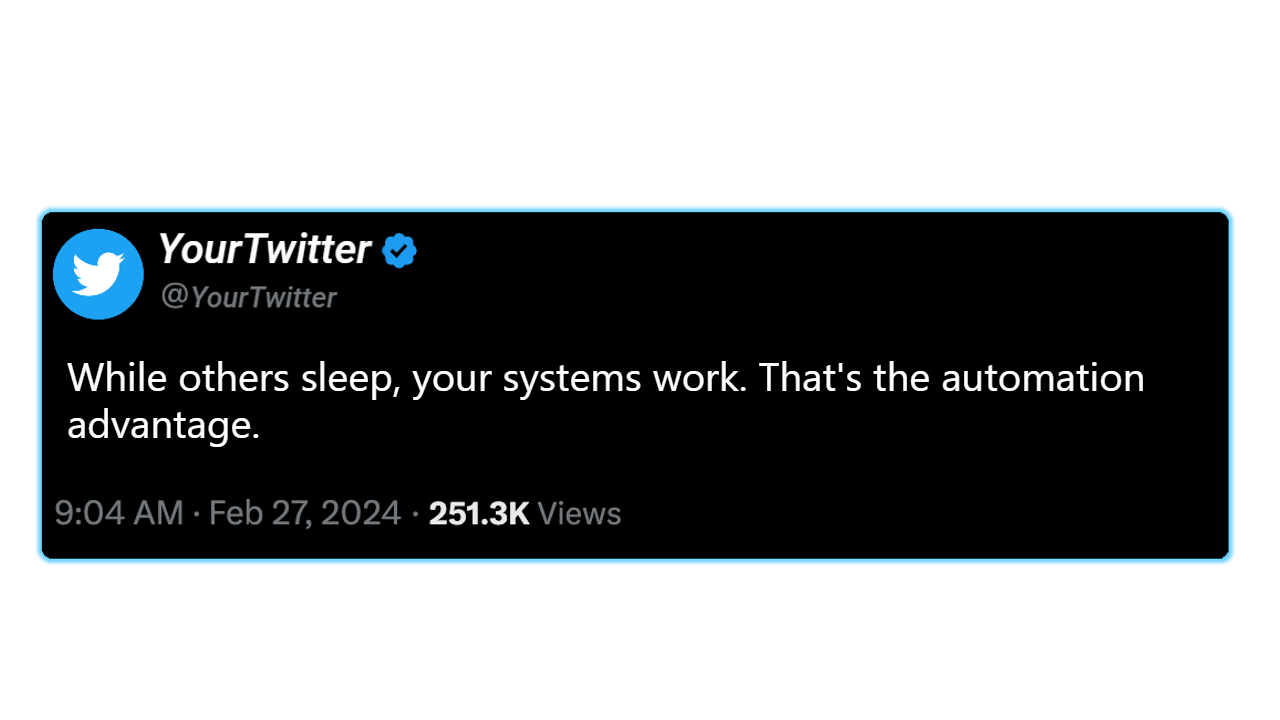 YourTwitter
@YourTwitter
While others sleep, your systems work. That's the automation
advantage.
9:04 AM · Feb 27, 2024 · 251.3K Views